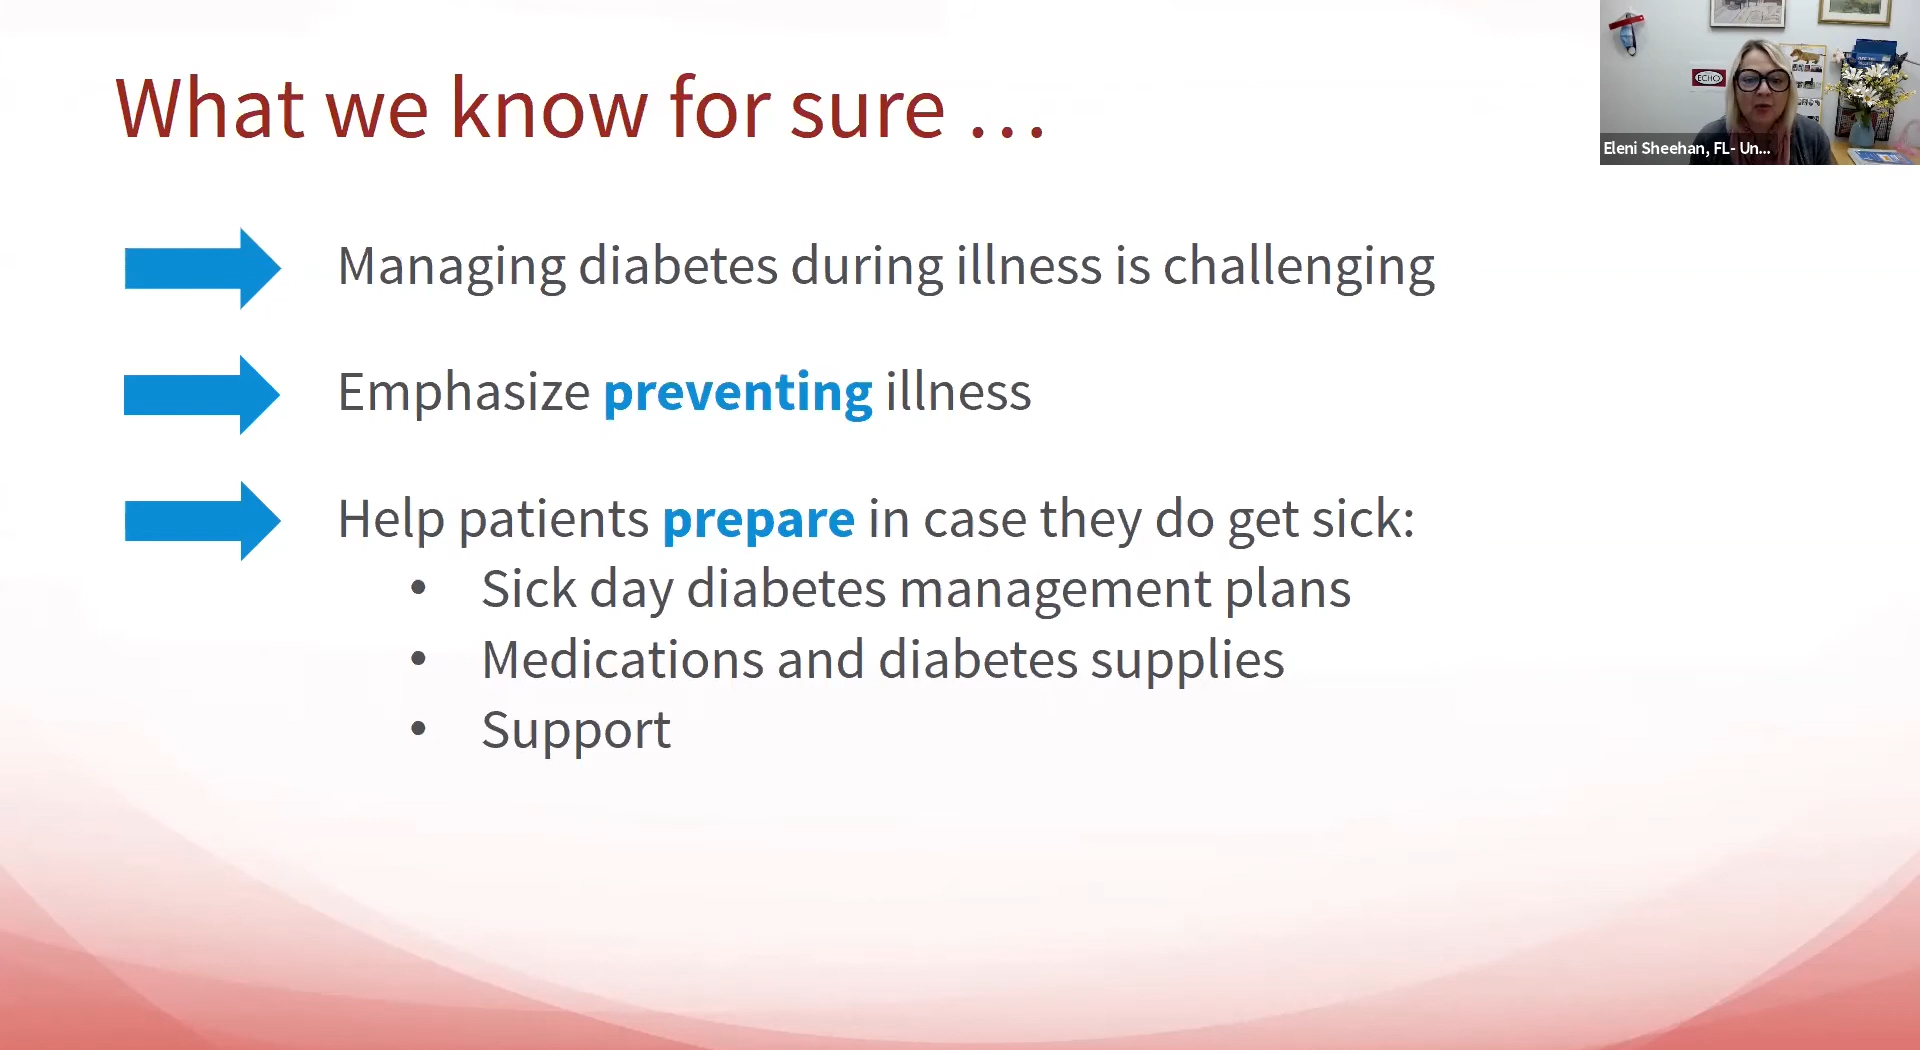 What we know for sure ...
Managing diabetes during illness is challenging
Emphasize preventing illness
Help patients prepare in case they do get sick:
• Sick day diabetes management plans
• Medications and diabetes supplies
• Support
ECHO
Eleni Sheehan, FL- Un...